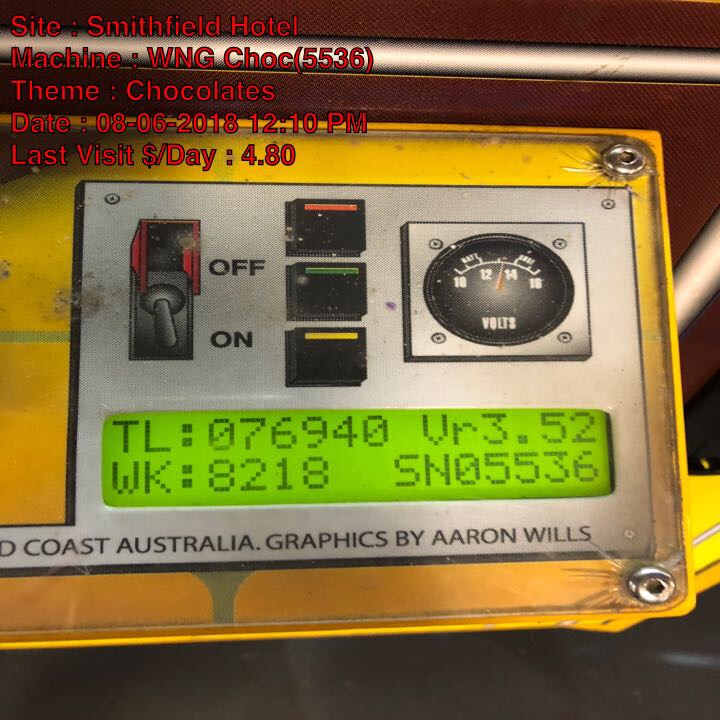 Site : Smithfield Hotel
Machine : WNG Choc(5536)
Theme : Chocolates
Date : 08-06-2018 12:10 PM
Last Visit $/Day : 4.80
OFF
ON
BATT
10 12 14 16
VOLTS
TL:076940 Vr3.52
WK:8218 SN05536
D COAST AUSTRALIA. GRAPHICS BY AARON WILLS